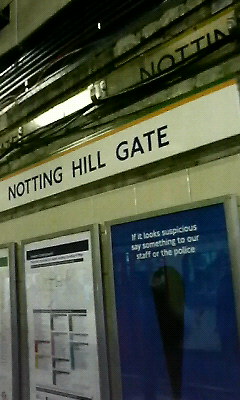 NOTTIN
NOTTING HILL GATE
If it looks suspicious
say something to our
staff or the police